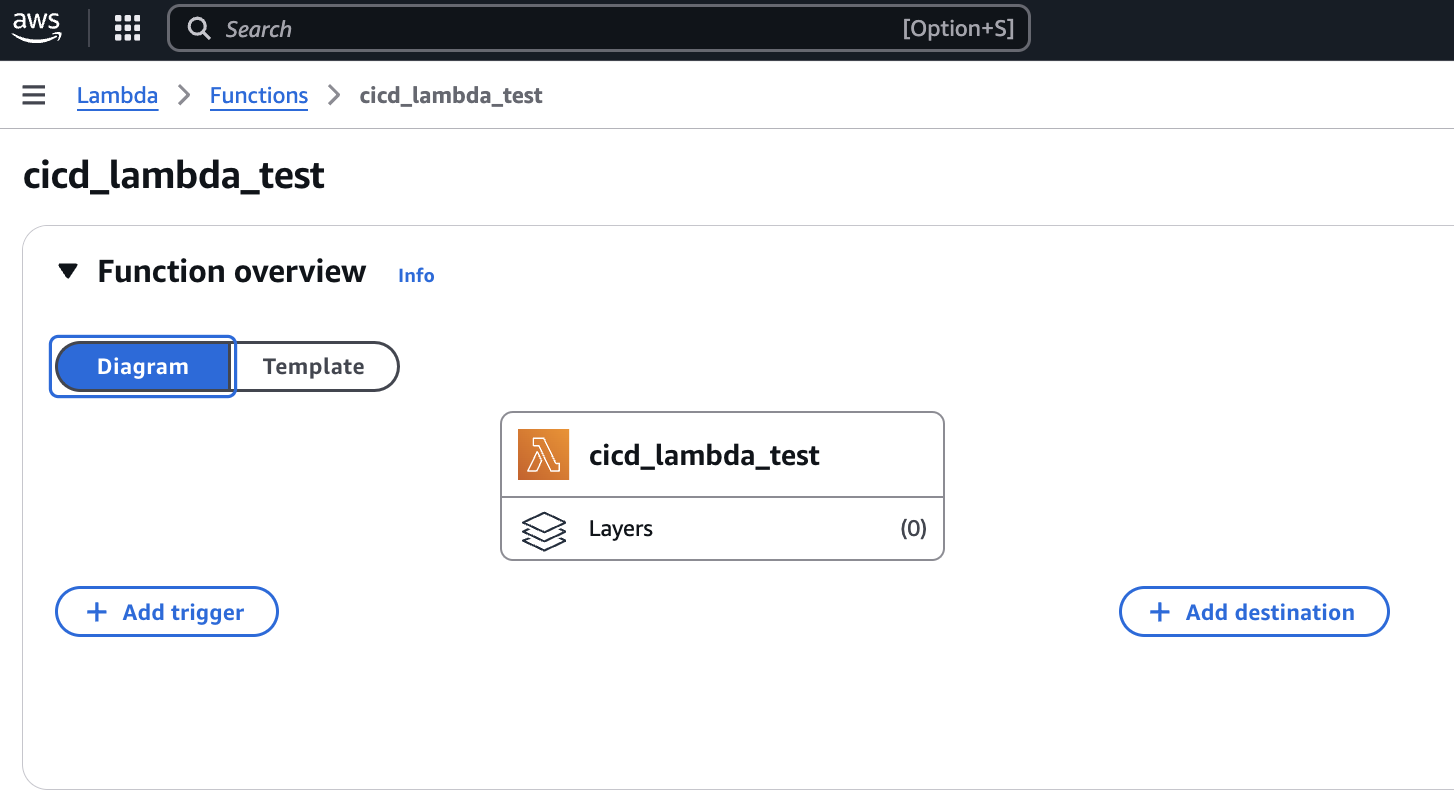 aws
Search [Option+S]
Lambda Functions cicd_lambda_test
cicd_lambda_test
Function overview Info
Diagram Template
cicd_lambda_test
Layers (0)
+ Add trigger + Add destination